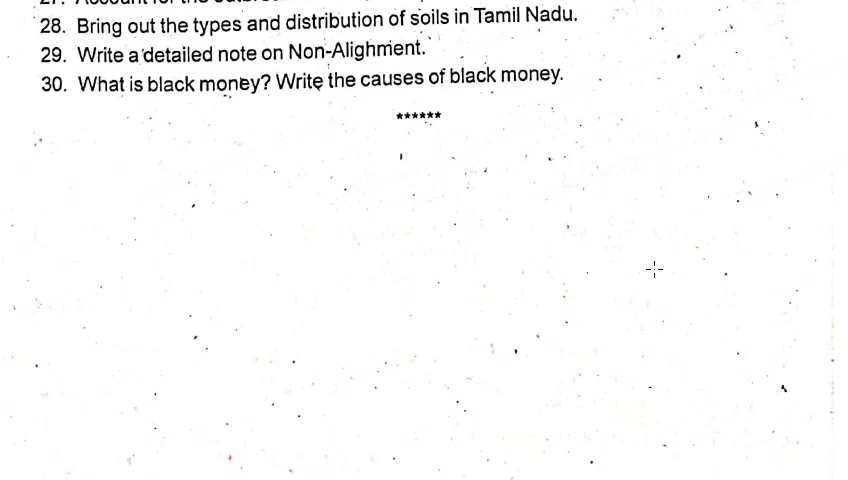 28. Bring out the types and distribution of soils in Tamil Nadu.
29. Write a detailed note on Non-Alighment.
30. What is black money? Write the causes of black money.
******